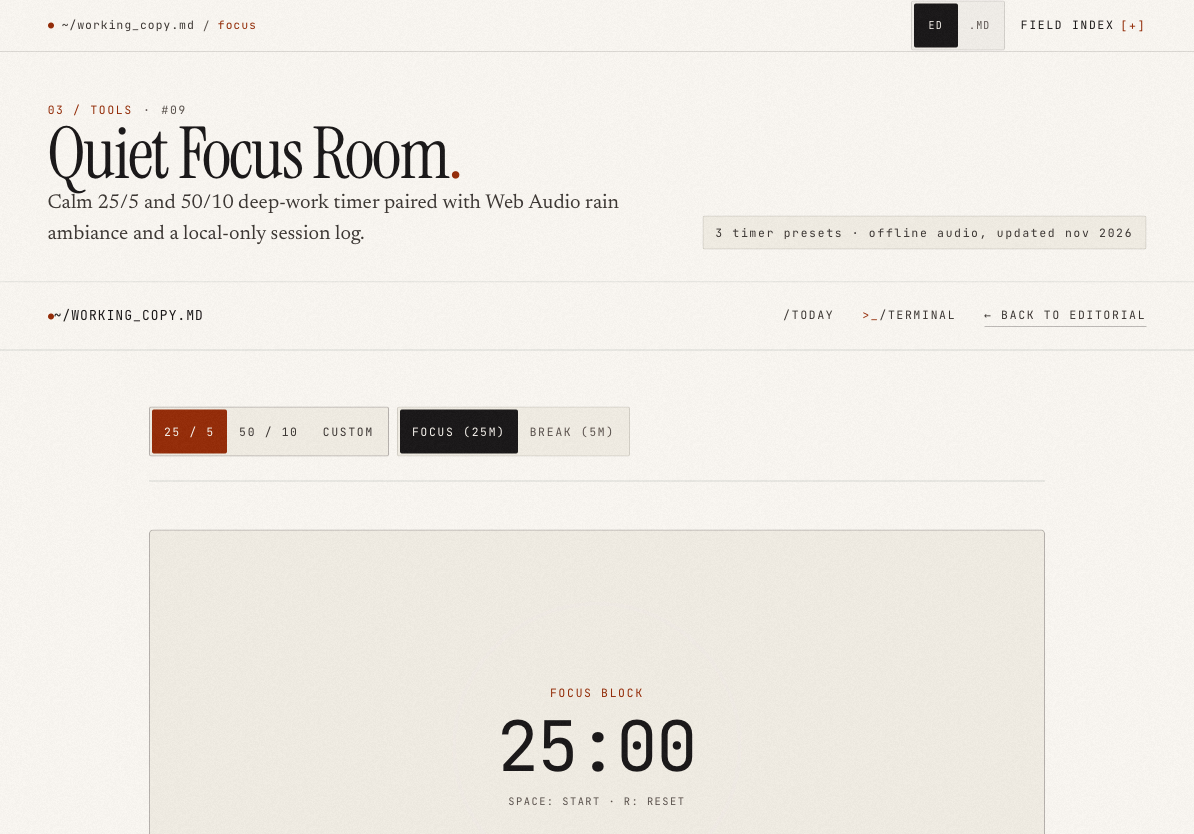 ● ~/working_copy.md / focus
ED .MD FIELD INDEX [+]
03 / TOOLS · #09
Quiet Focus Room.
Calm 25/5 and 50/10 deep-work timer paired with Web Audio rain
ambiance and a local-only session log.
3 timer presets · offline audio, updated nov 2026
●~/WORKING_COPY.MD
/TODAY >_/TERMINAL ← BACK TO EDITORIAL
25 / 5 50 / 10 CUSTOM FOCUS (25M) BREAK (5M)
FOCUS BLOCK
25:00
SPACE: START · R: RESET